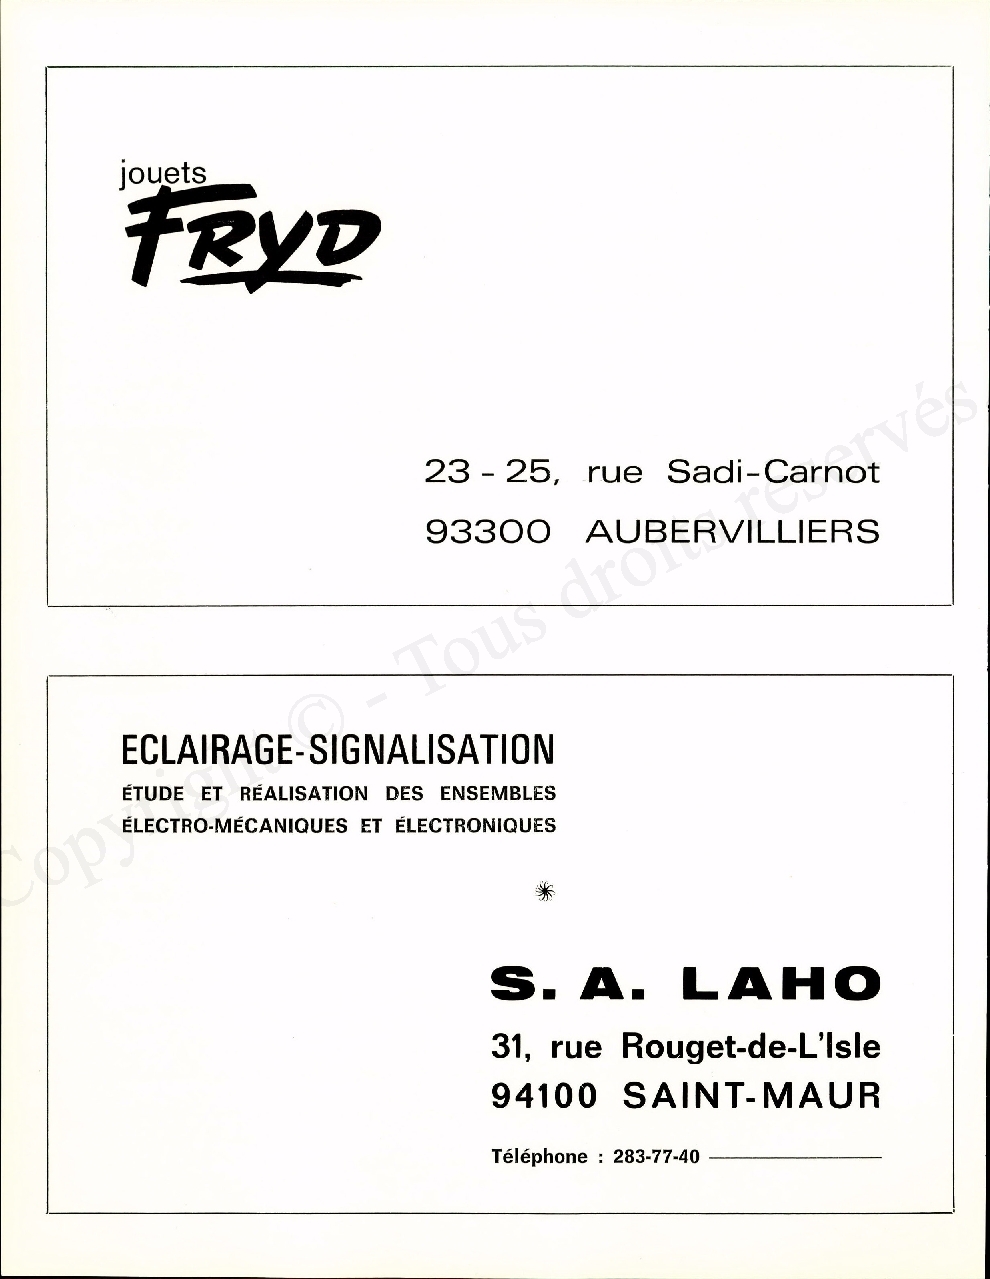 jouets
FRYD
23 - 25, rue Sadi-Carnot
93300 AUBERVILLIERS
ECLAIRAGE-SIGNALISATION
ÉTUDE ET RÉALISATION DES ENSEMBLES
ÉLECTRO-MÉCANIQUES ET ÉLECTRONIQUES
S. A. LAHO
31, rue Rouget-de-L'Isle
94100 SAINT-MAUR
Téléphone : 283-77-40
Copyright © - Tous droits reservés